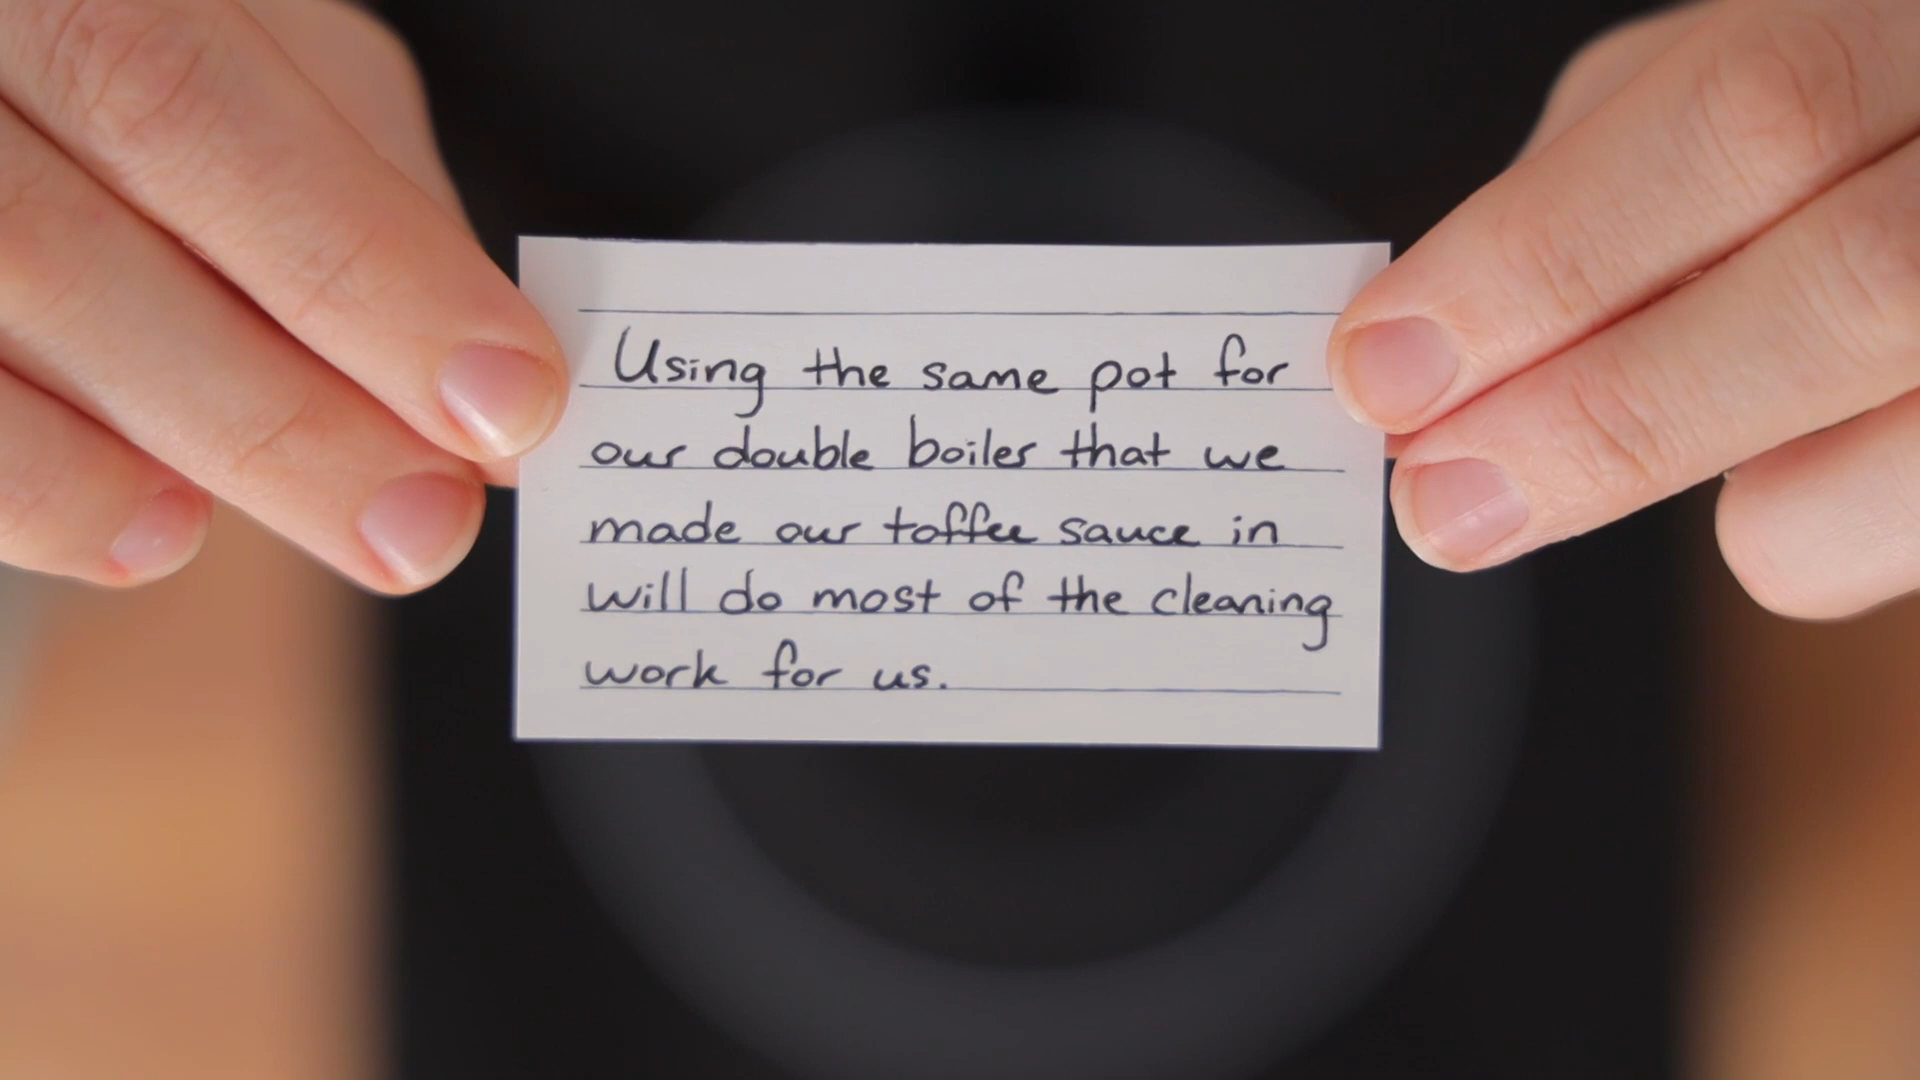 Using the same pot for
our double boiler that we
made our toffee sauce in
will do most of the cleaning
work for us.